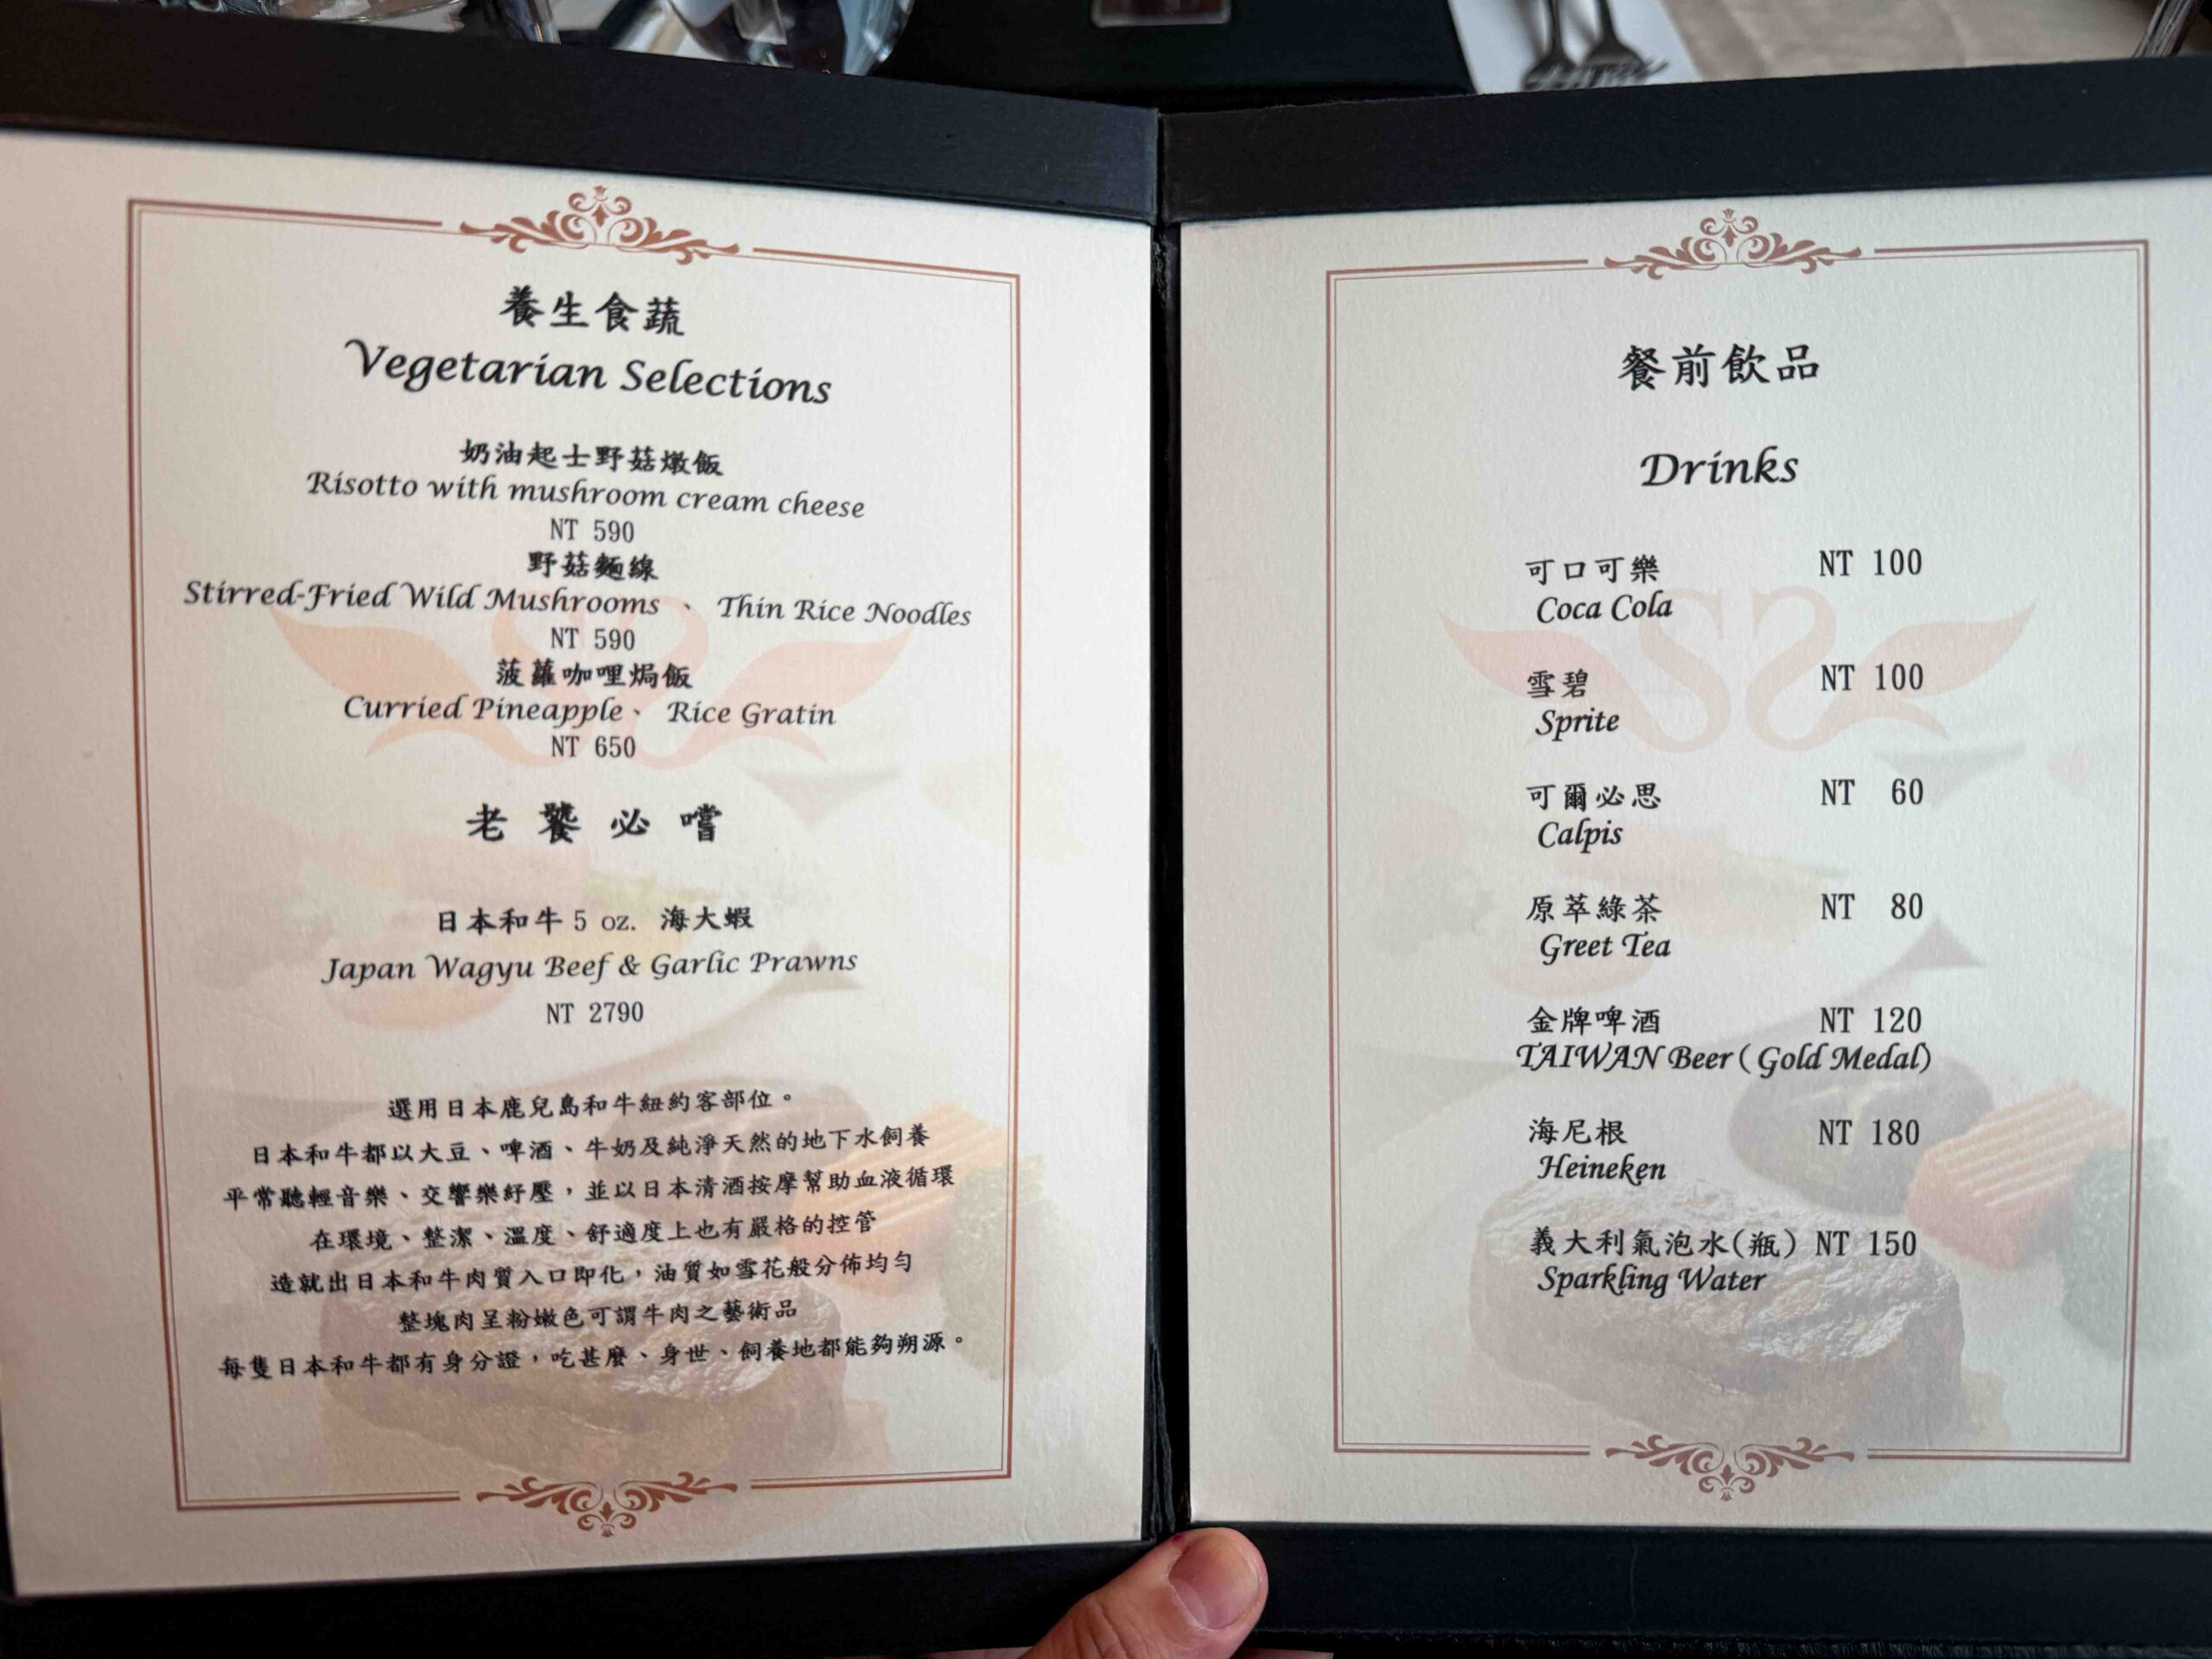 養生食蔬
Vegetarian Selections
奶油起士野菇燉飯
Risotto with mushroom cream cheese
NT 590
野菇麵線
Stirred-Fried Wild Mushrooms 、 Thin Rice Noodles
NT 590
菠蘿咖哩焗飯
Curried Pineapple、 Rice Gratin
NT 650
老饕必嚐
日本和牛 5 oz. 海大蝦
Japan Wagyu Beef & Garlic Prawns
NT 2790
選用日本鹿兒島和牛紐約客部位。
日本和牛都以大豆、啤酒、牛奶及純淨天然的地下水飼養
平常聽輕音樂、交響樂紓壓，並以日本清酒按摩幫助血液循環
在環境、整潔、溫度、舒適度上也有嚴格的控管
造就出日本和牛肉質入口即化，油質如雪花般分佈均勻
整塊肉呈粉嫩色可謂牛肉之藝術品
每隻日本和牛都有身分證，吃甚麼、身世、飼養地都能夠朔源。
餐前飲品
Drinks
可口可樂 NT 100
Coca Cola
雪碧 NT 100
Sprite
可爾必思 NT 60
Calpis
原萃綠茶 NT 80
Greet Tea
金牌啤酒 NT 120
TAIWAN Beer ( Gold Medal)
海尼根 NT 180
Heineken
義大利氣泡水(瓶) NT 150
Sparkling Water